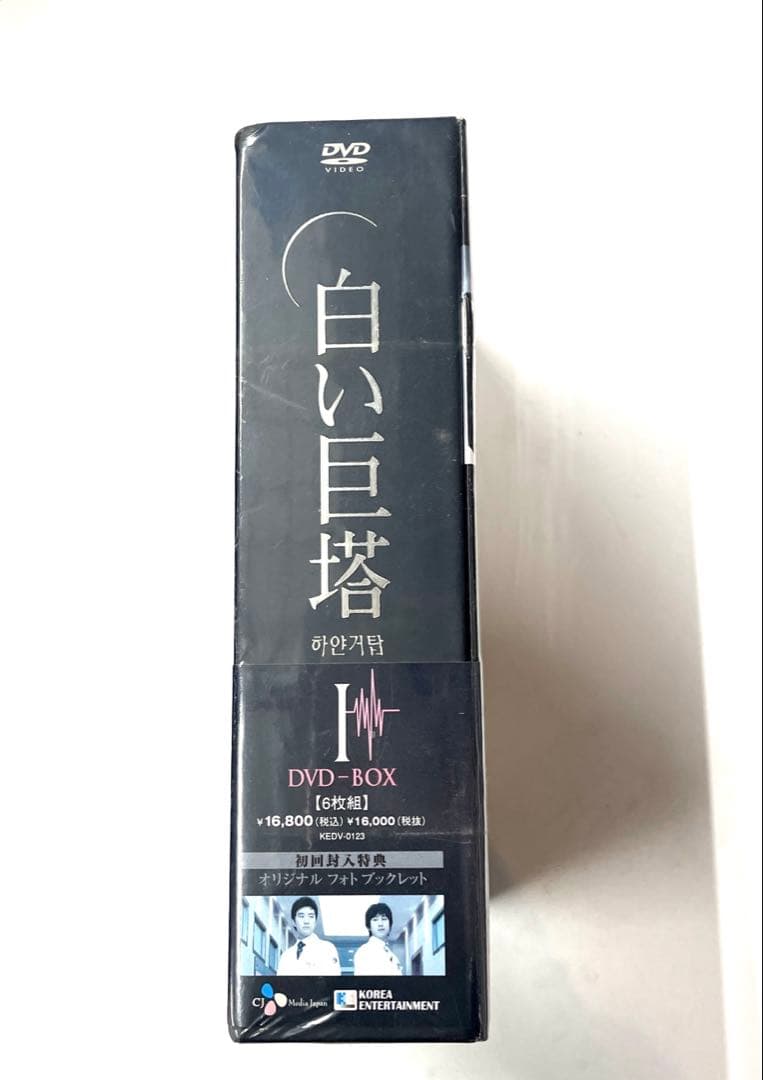 DVD
VIDEO
白い巨塔
하얀거탑
I
DVD-BOX
【6枚組】
¥16,800(税込) ¥16,000(税抜)
KEDV-0123
初回封入特典
オリジナル フォトブックレット
CJ Media Japan
KOREA
ENTERTAINMENT